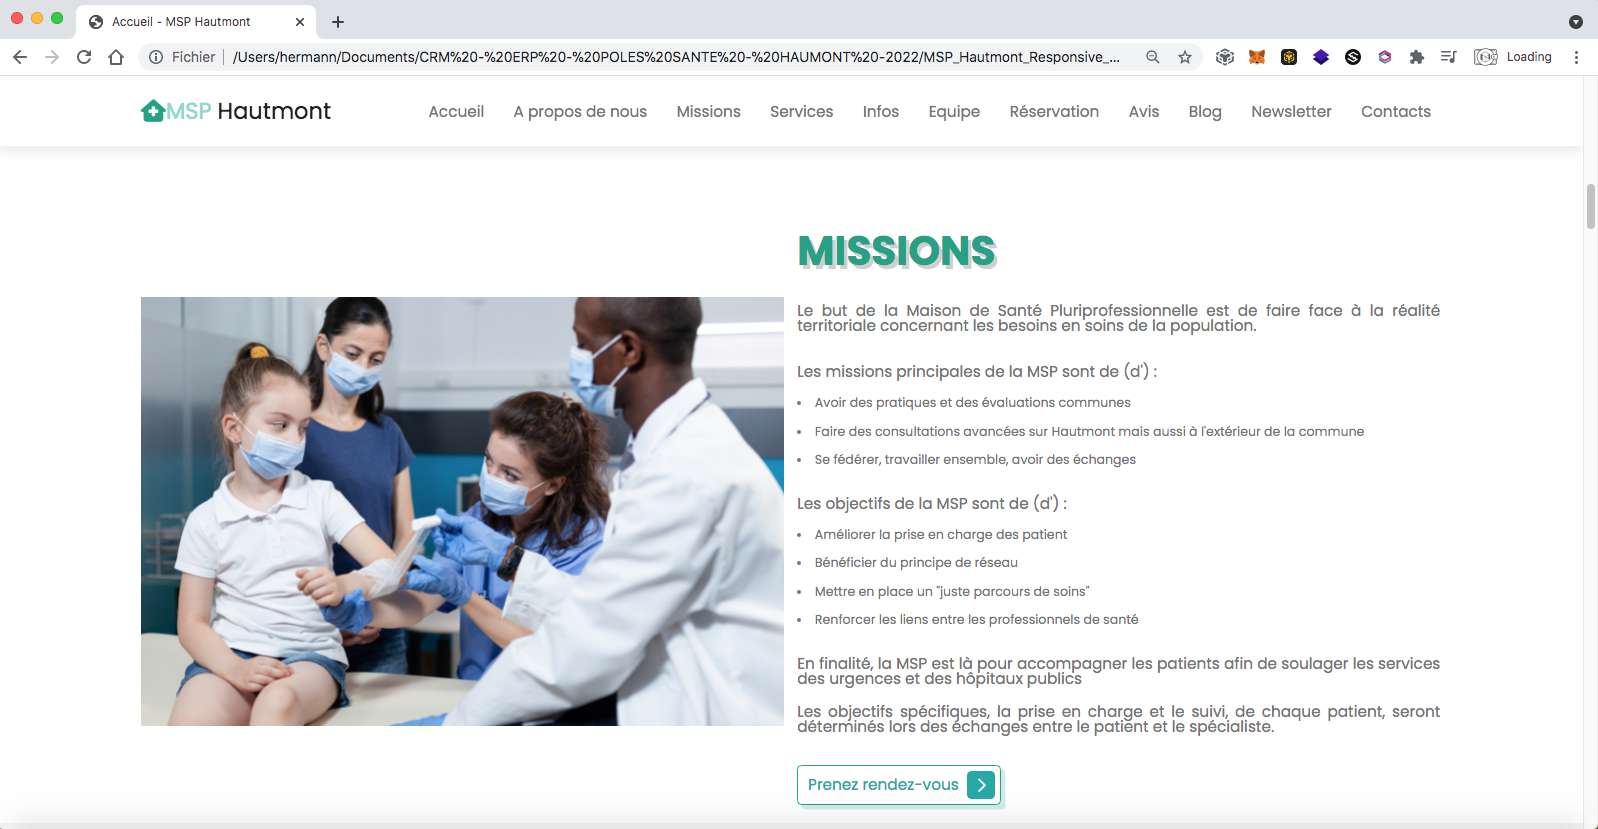 Accueil - MSP Hautmont
Fichier /Users/hermann/Documents/CRM%20-%20ERP%20-%20POLES%20SANTE%20-%20HAUMONT%20-2022/MSP_Hautmont_Responsive_... Loading
MSP Hautmont Accueil A propos de nous Missions Services Infos Equipe Réservation Avis Blog Newsletter Contacts
MISSIONS
Le but de la Maison de Santé Pluriprofessionnelle est de faire face à la réalité
territoriale concernant les besoins en soins de la population.
Les missions principales de la MSP sont de (d') :
• Avoir des pratiques et des évaluations communes
• Faire des consultations avancées sur Hautmont mais aussi à l'extérieur de la commune
• Se fédérer, travailler ensemble, avoir des échanges
Les objectifs de la MSP sont de (d') :
• Améliorer la prise en charge des patient
• Bénéficier du principe de réseau
• Mettre en place un "juste parcours de soins"
• Renforcer les liens entre les professionnels de santé
En finalité, la MSP est là pour accompagner les patients afin de soulager les services
des urgences et des hôpitaux publics
Les objectifs spécifiques, la prise en charge et le suivi, de chaque patient, seront
déterminés lors des échanges entre le patient et le spécialiste.
Prenez rendez-vous